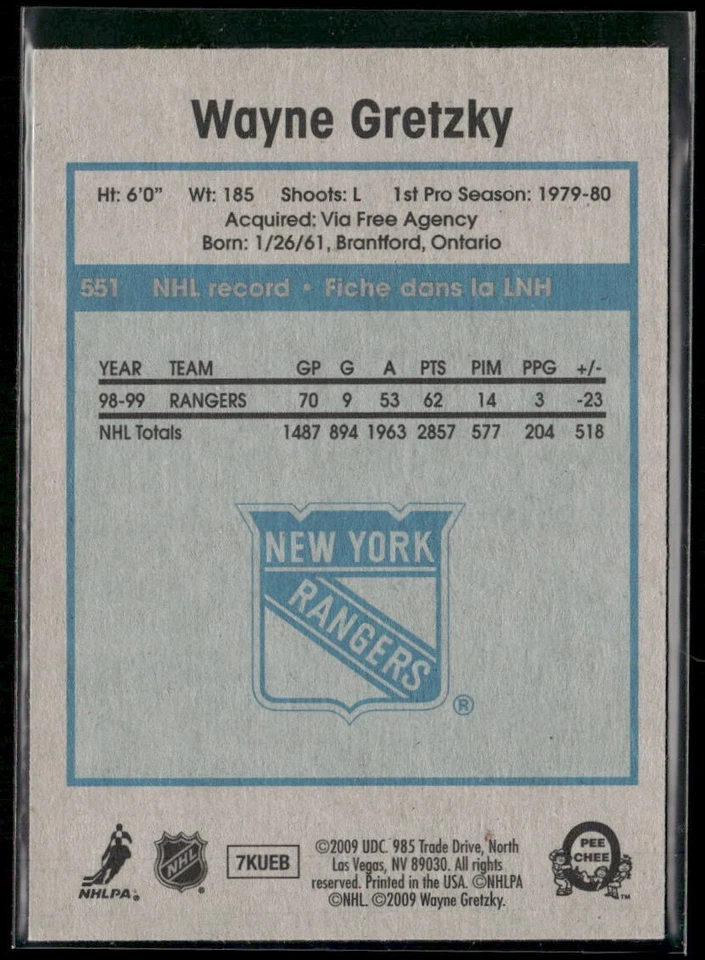 Wayne Gretzky
Ht: 6'0" Wt: 185 Shoots: L 1st Pro Season: 1979-80
Acquired: Via Free Agency
Born: 1/26/61, Brantford, Ontario
551 NHL record • Fiche dans la LNH
YEAR TEAM GP G A PTS PIM PPG +/-
98-99 RANGERS 70 9 53 62 14 3 -23
NHL Totals 1487 894 1963 2857 577 204 518
NEW YORK
RANGERS
®
NHLPA™
NHL®
7KUEB
©2009 UDC. 985 Trade Drive, North
Las Vegas, NV 89030. All rights
reserved. Printed in the USA. ©NHLPA
©NHL. ©2009 Wayne Gretzky.
PEE
CHEE
™